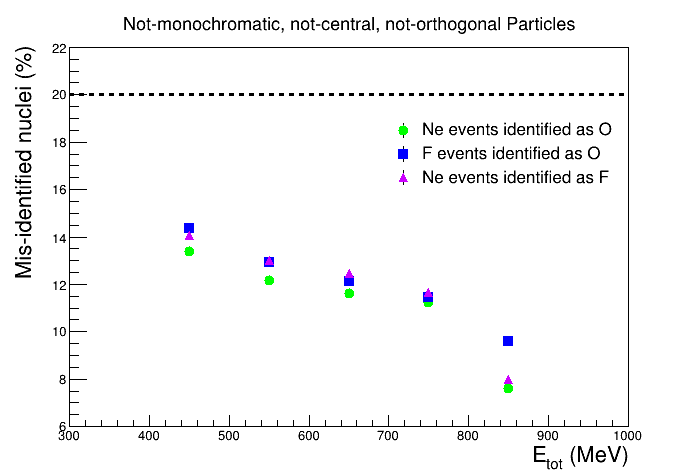 Not-monochromatic, not-central, not-orthogonal Particles
Mis-identified nuclei (%)
22
20
18
16
14
12
10
8
6
Ne events identified as O
F events identified as O
Ne events identified as F
300 400 500 600 700 800 900 1000
E_tot (MeV)